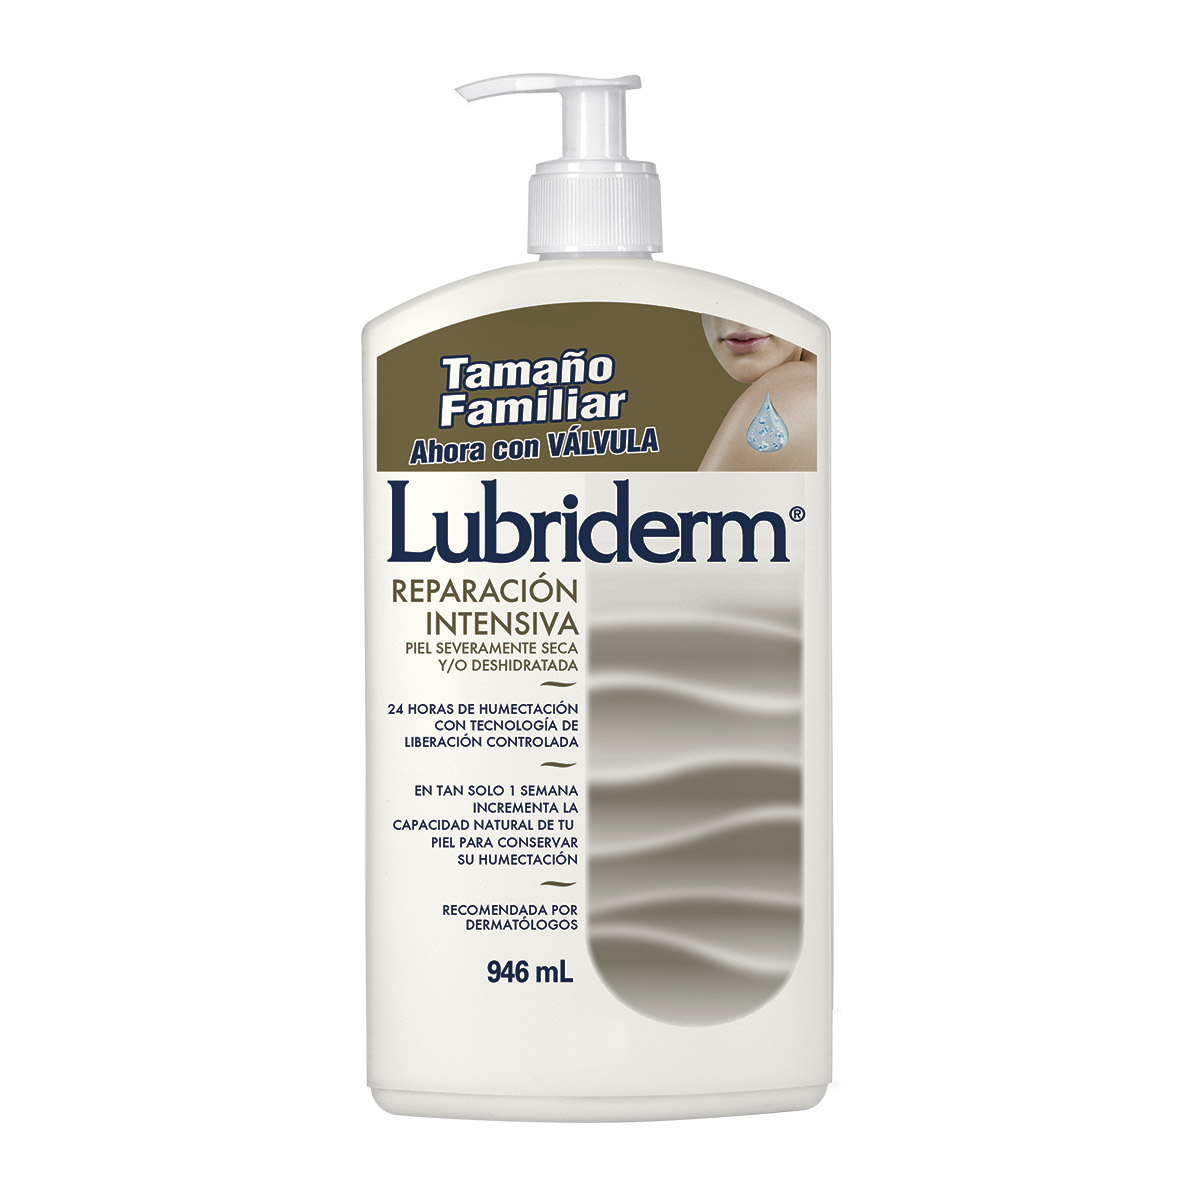 Tamaño
Familiar
Ahora con VÁLVULA
Lubriderm®
REPARACIÓN
INTENSIVA
PIEL SEVERAMENTE SECA
Y/O DESHIDRATADA
24 HORAS DE HUMECTACIÓN
CON TECNOLOGÍA DE
LIBERACIÓN CONTROLADA
EN TAN SOLO 1 SEMANA
INCREMENTA LA
CAPACIDAD NATURAL DE TU
PIEL PARA CONSERVAR
SU HUMECTACIÓN
RECOMENDADA POR
DERMATÓLOGOS
946 mL